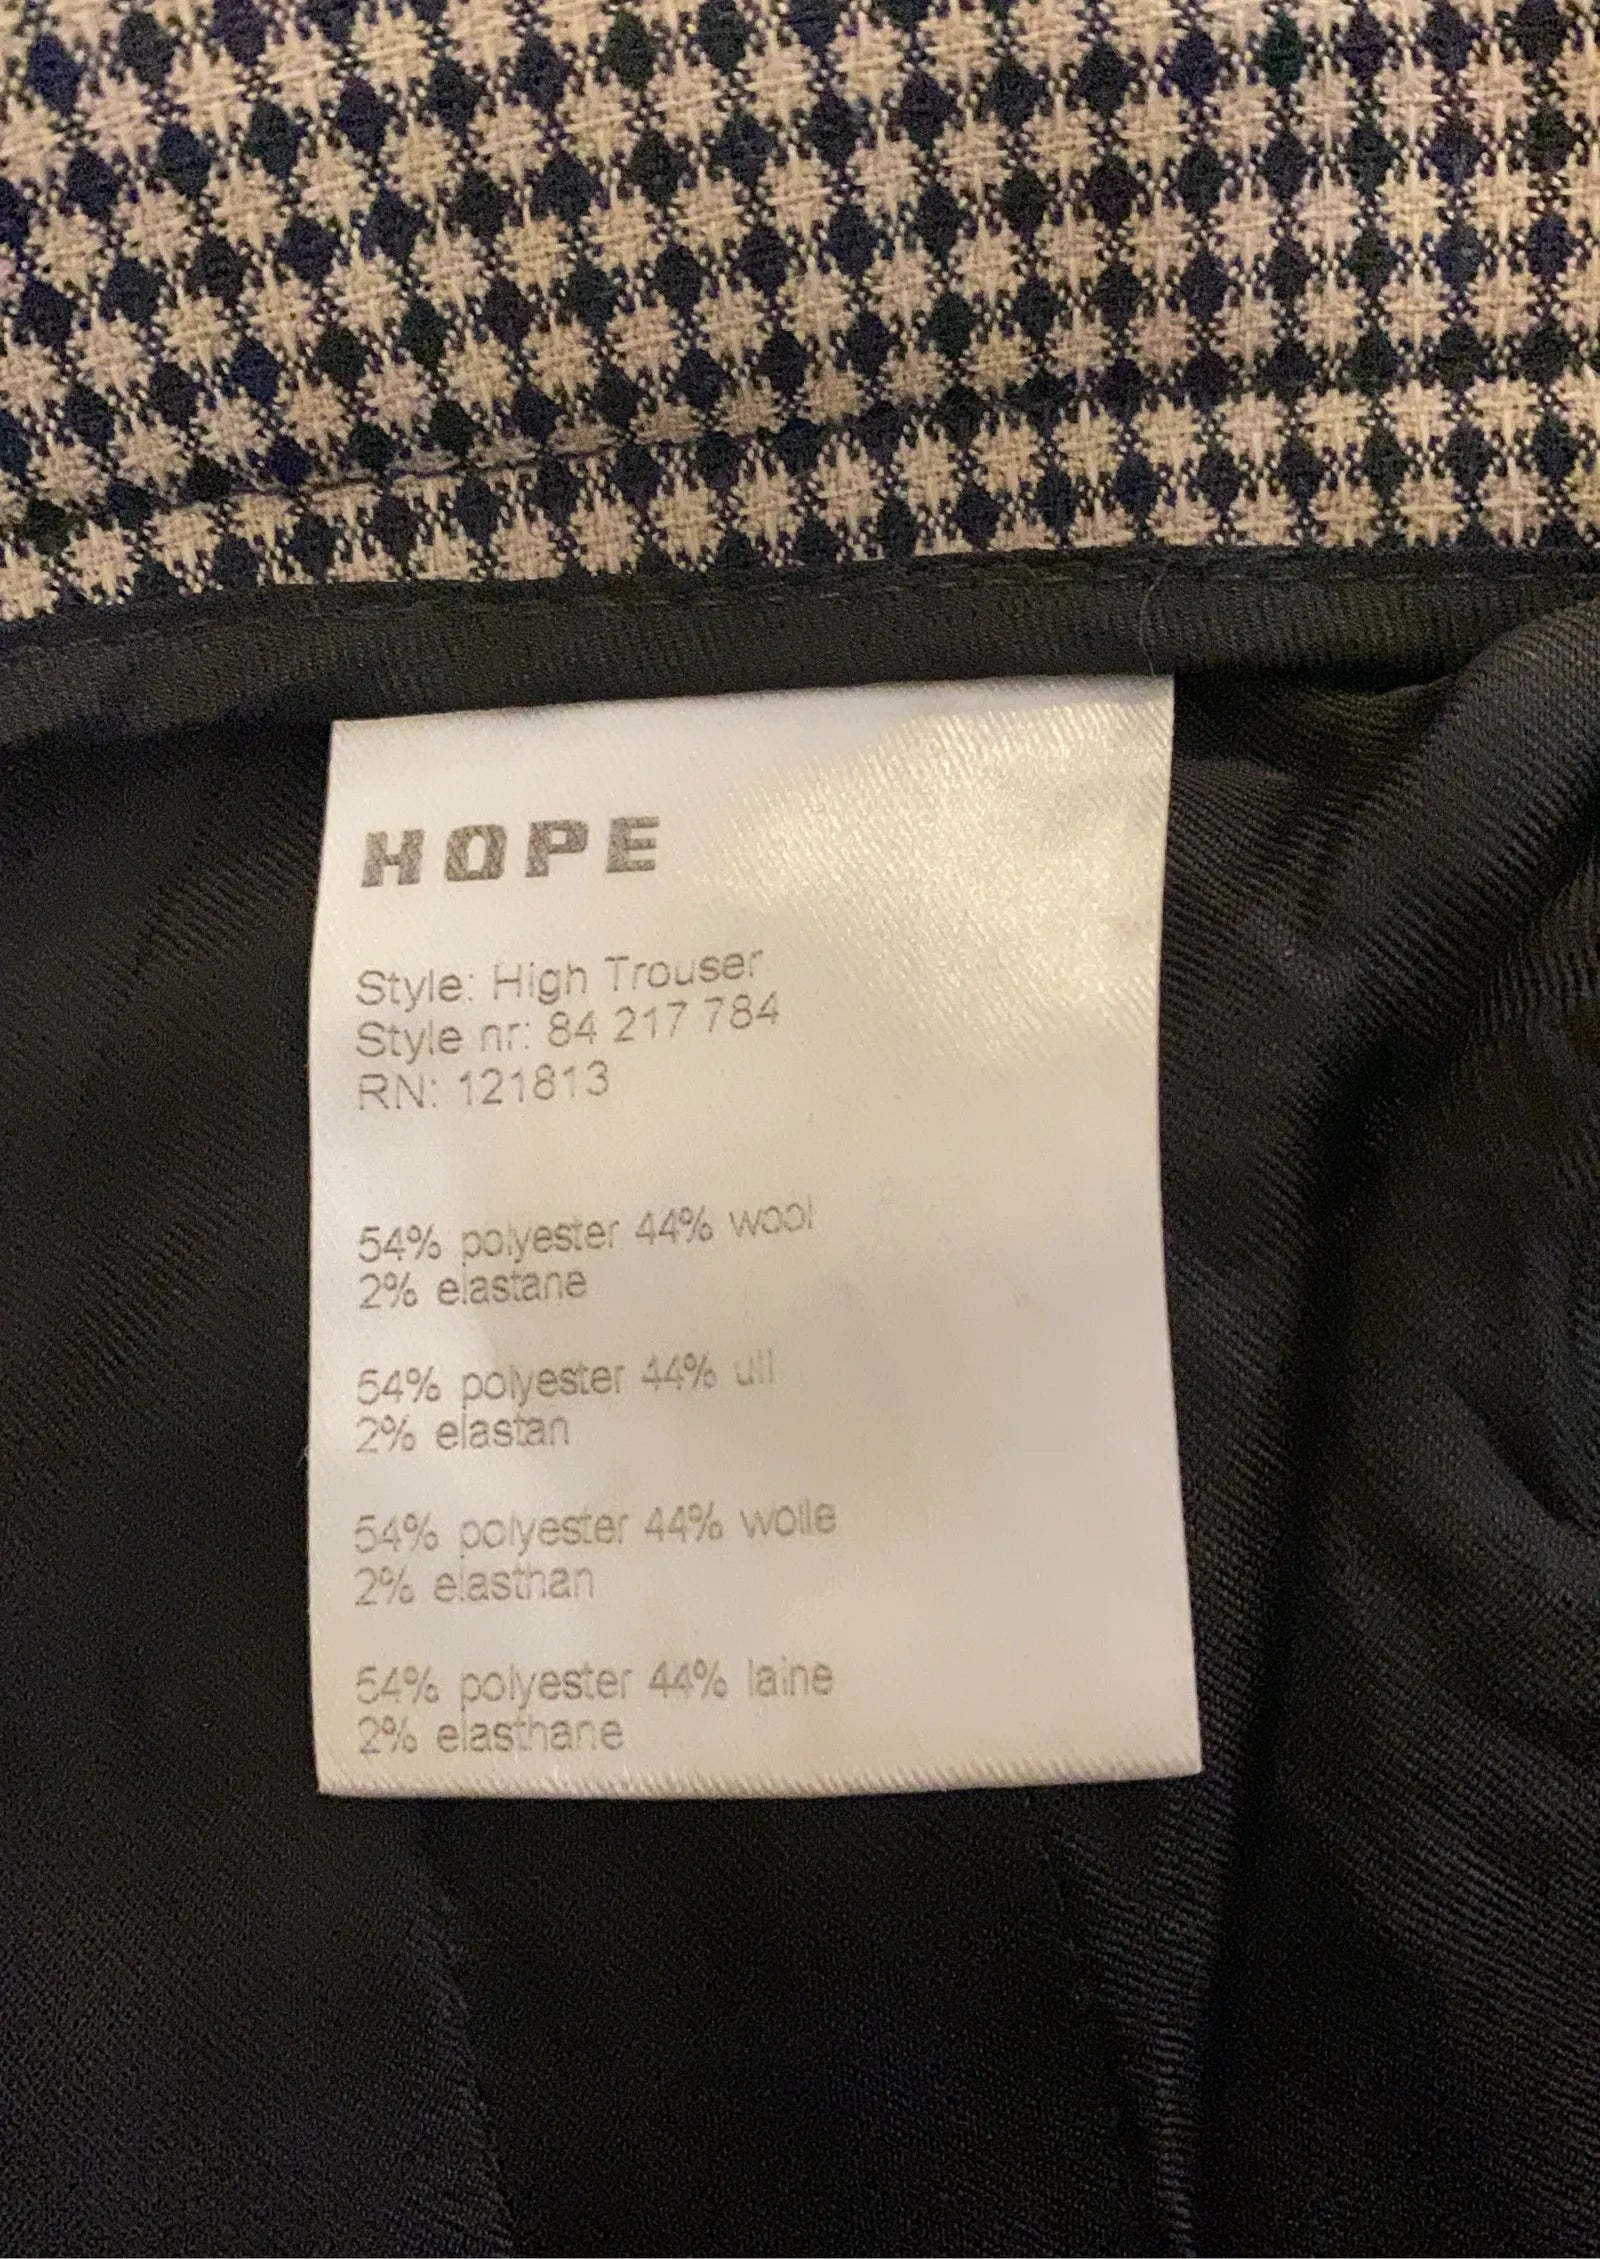 HOPE
Style: High Trouser
Style nr: 84 217 784
RN: 121813
54% polyester 44% wool
2% elastane
54% polyester 44% ull
2% elastan
54% polyester 44% wolle
2% elasthan
54% polyester 44% laine
2% elasthane